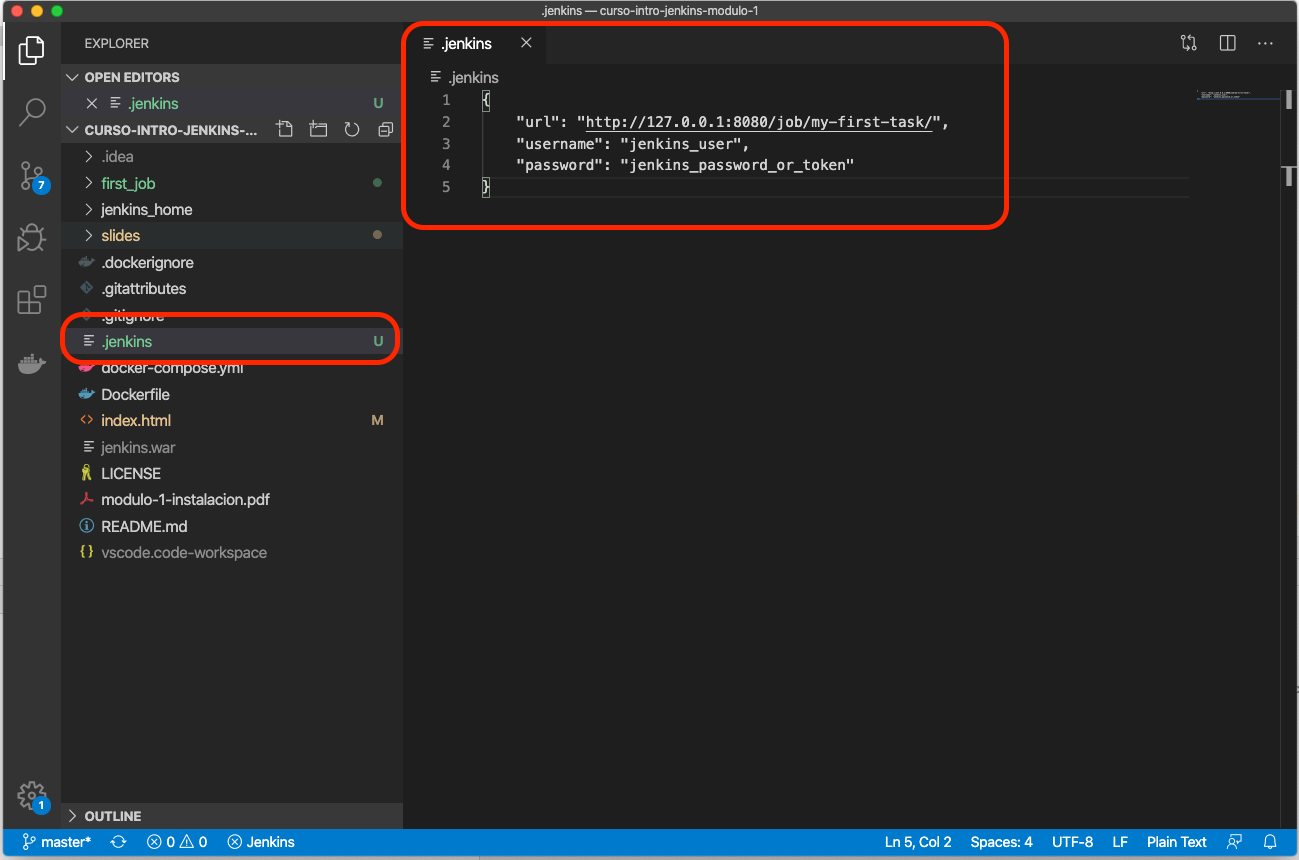 .jenkins — curso-intro-jenkins-modulo-1
EXPLORER
OPEN EDITORS
.jenkins U
CURSO-INTRO-JENKINS-...
.idea
first_job
jenkins_home
slides
.dockerignore
.gitattributes
.gitignore
.jenkins U
docker-compose.yml
Dockerfile
index.html M
jenkins.war
LICENSE
modulo-1-instalacion.pdf
README.md
vscode.code-workspace
OUTLINE
7
1
.jenkins
.jenkins
1 {
2 "url": "http://127.0.0.1:8080/job/my-first-task/",
3 "username": "jenkins_user",
4 "password": "jenkins_password_or_token"
5 }
master* 0 0 Jenkins Ln 5, Col 2 Spaces: 4 UTF-8 LF Plain Text